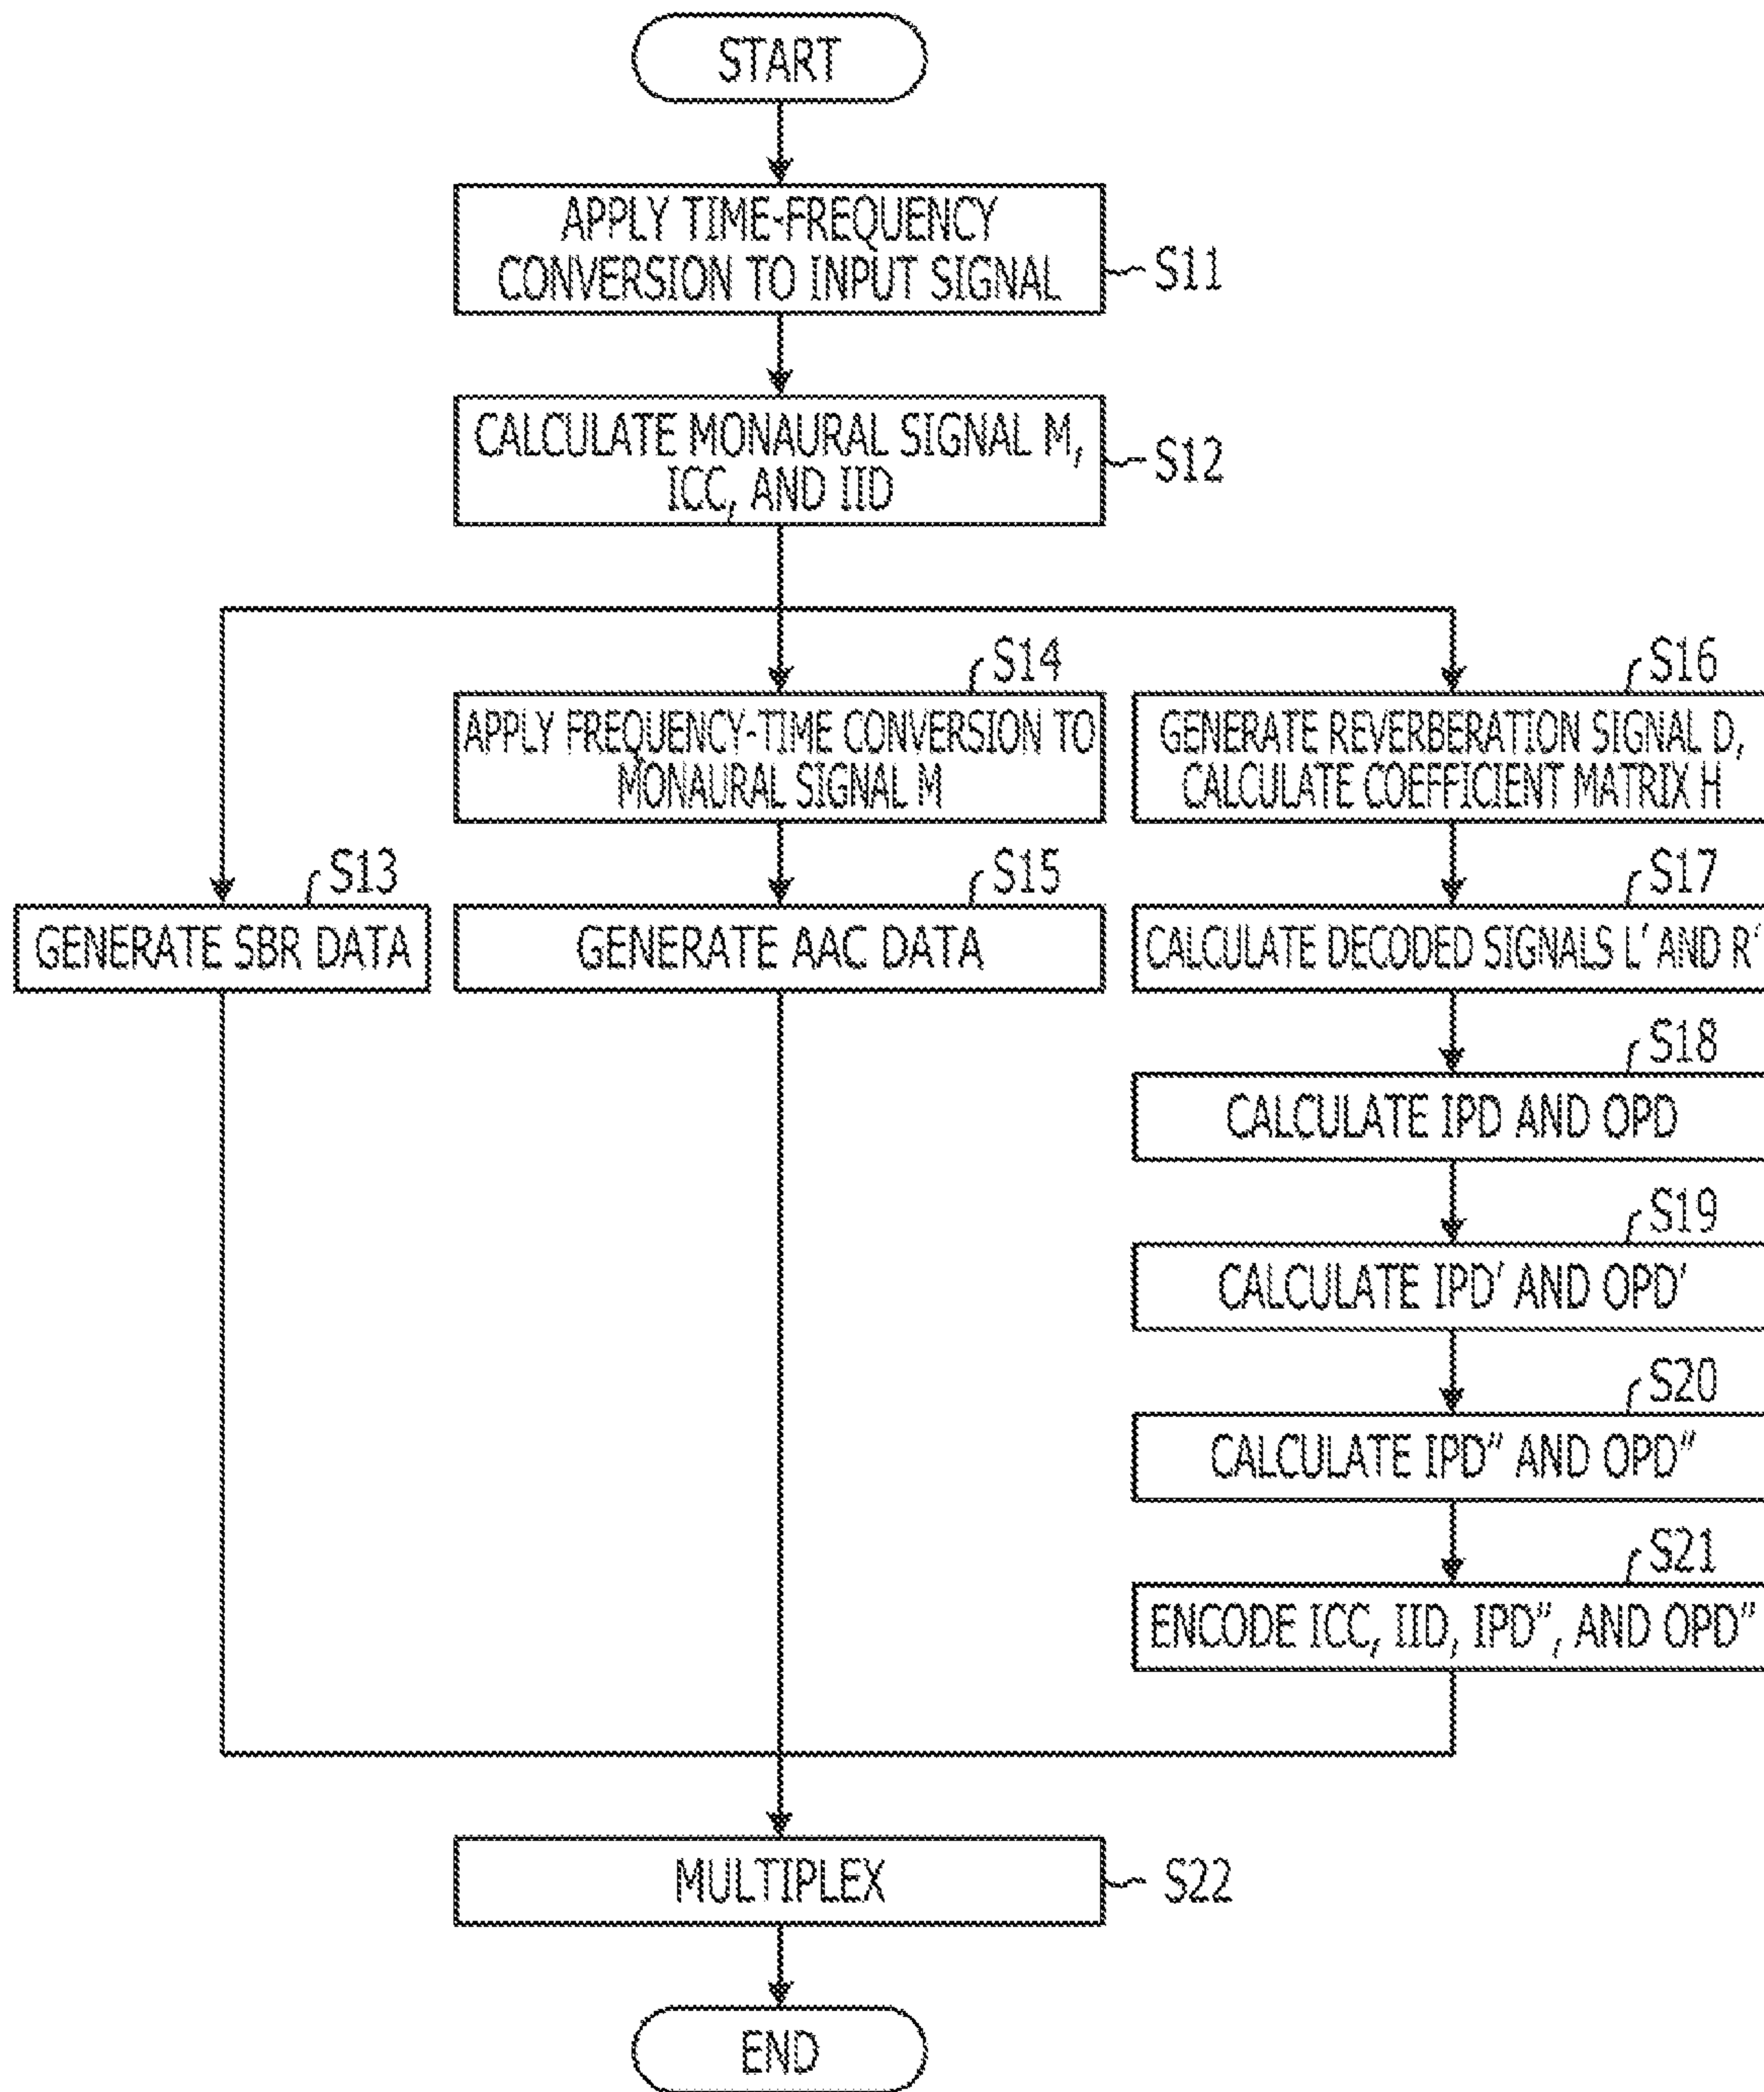 START
APPLY TIME-FREQUENCY
CONVERSION TO INPUT SIGNAL
S11
CALCULATE MONAURAL SIGNAL M,
ICC, AND IID
S12
S14
S16
APPLY FREQUENCY-TIME CONVERSION TO
MONAURAL SIGNAL M
GENERATE REVERBERATION SIGNAL D,
CALCULATE COEFFICIENT MATRIX H
S13
S15
S17
GENERATE SBR DATA
GENERATE AAC DATA
CALCULATE DECODED SIGNALS L' AND R'
S18
CALCULATE IPD AND OPD
S19
CALCULATE IPD' AND OPD'
S20
CALCULATE IPD" AND OPD"
S21
ENCODE ICC, IID, IPD", AND OPD"
MULTIPLEX
S22
END